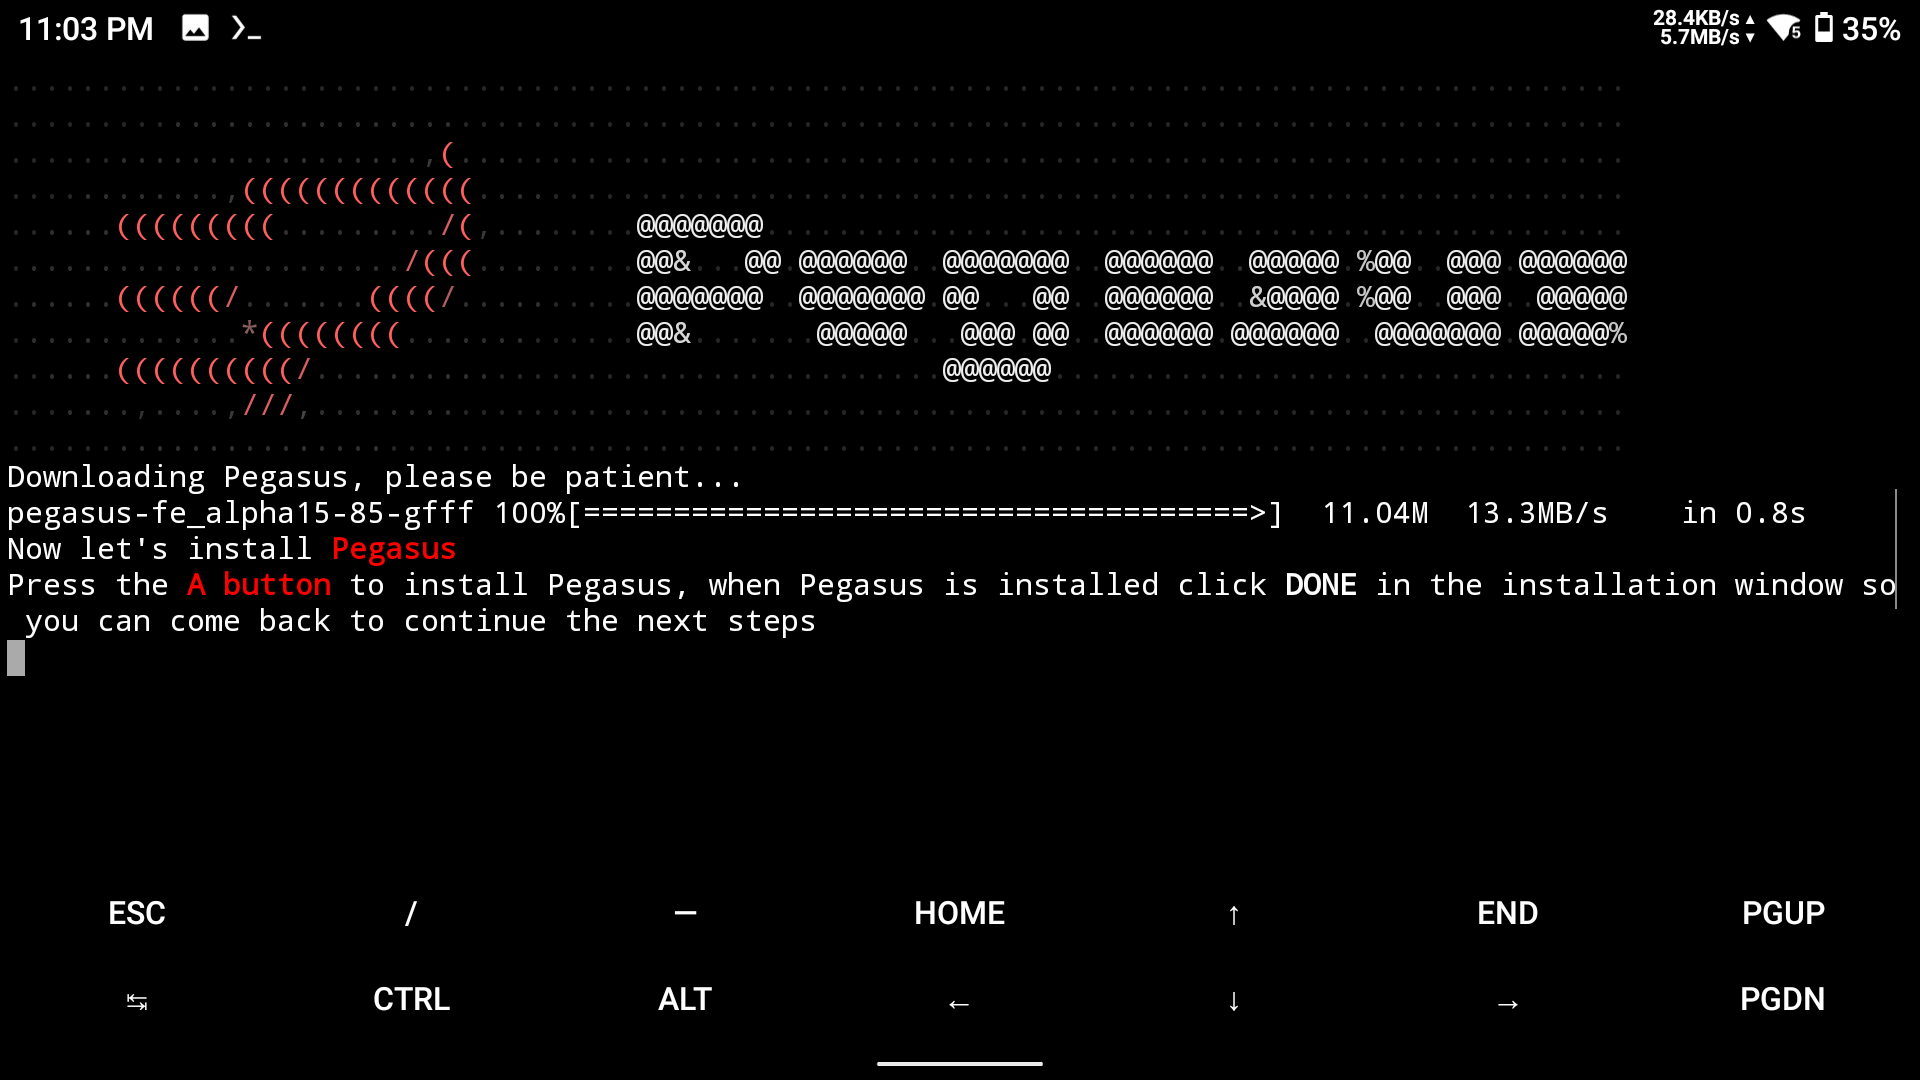 11:03 PM
28.4KB/s ▲
5.7MB/s ▼
5
35%
Downloading Pegasus, please be patient...
pegasus-fe_alpha15-85-gfff 100%[=====================================>] 11.04M 13.3MB/s in 0.8s
Now let's install Pegasus
Press the A button to install Pegasus, when Pegasus is installed click DONE in the installation window so
you can come back to continue the next steps
ESC / — HOME ↑ END PGUP
↹ CTRL ALT ← ↓ → PGDN